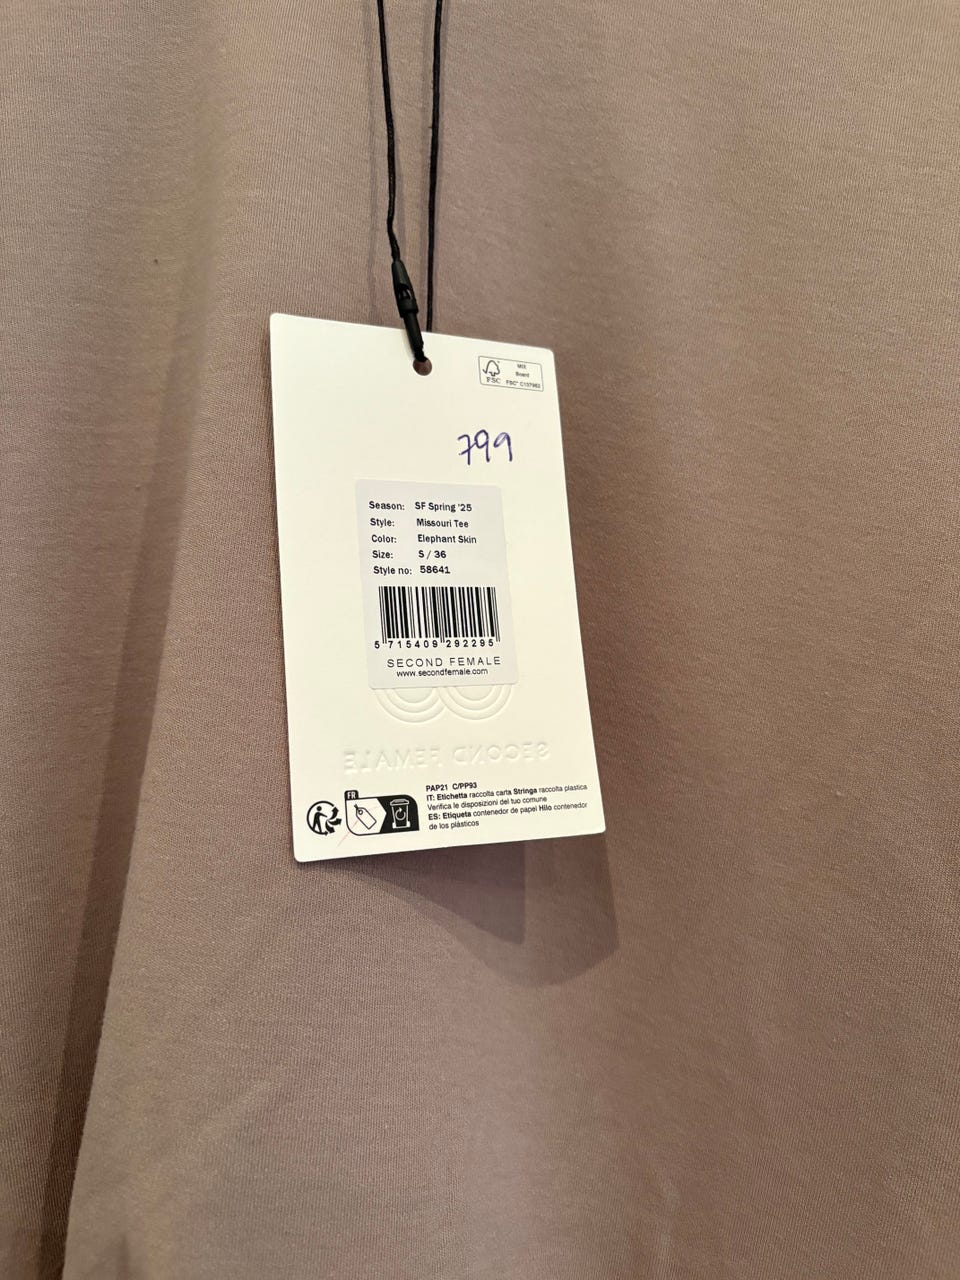 FSC
MIX
Board
FSC® C137982
799
Season: SF Spring '25
Style: Missouri Tee
Color: Elephant Skin
Size: S / 36
Style no: 58641
5 715409 292295
SECOND FEMALE
www.secondfemale.com
SECOND FEMALE
FR
PAP21 C/PP93
IT: Etichetta raccolta carta Stringa raccolta plastica
Verifica le disposizioni del tuo comune
ES: Etiqueta contenedor de papel Hilo contenedor
de los plásticos